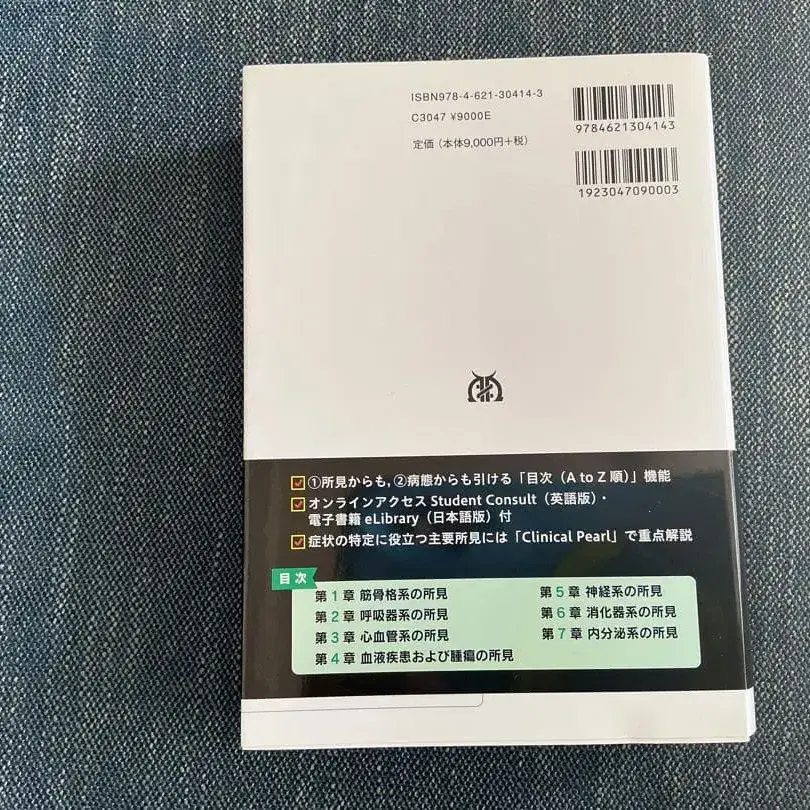 ISBN978-4-621-30414-3
C3047 ¥9000E
定価（本体9,000円＋税）
9784621304143
1923047090003
①所見からも，②病態からも引ける「目次（A to Z 順）」機能
オンラインアクセス Student Consult（英語版）・
電子書籍 eLibrary（日本語版）付
症状の特定に役立つ主要所見には「Clinical Pearl」で重点解説
目次
第1章 筋骨格系の所見
第2章 呼吸器系の所見
第3章 心血管系の所見
第4章 血液疾患および腫瘍の所見
第5章 神経系の所見
第6章 消化器系の所見
第7章 内分泌系の所見